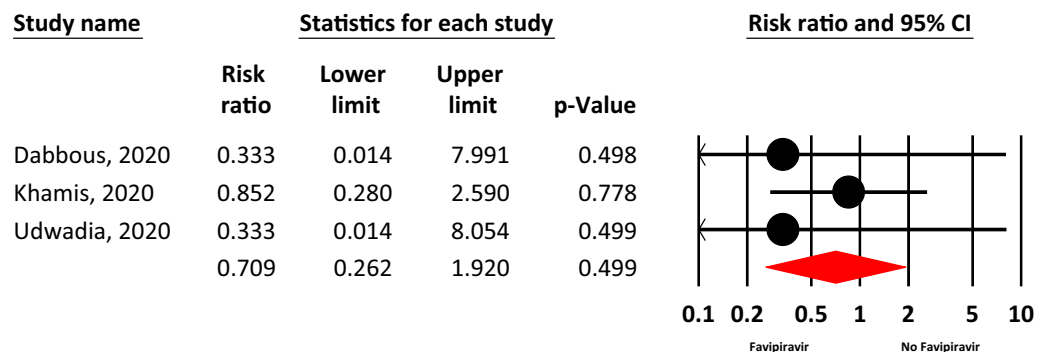 Study name Statistics for each study Risk ratio and 95% CI
Risk ratio Lower limit Upper limit p-Value
Dabbous, 2020 0.333 0.014 7.991 0.498
Khamis, 2020 0.852 0.280 2.590 0.778
Udwadia, 2020 0.333 0.014 8.054 0.499
0.709 0.262 1.920 0.499
0.1 0.2 0.5 1 2 5 10
Favipiravir No Favipiravir